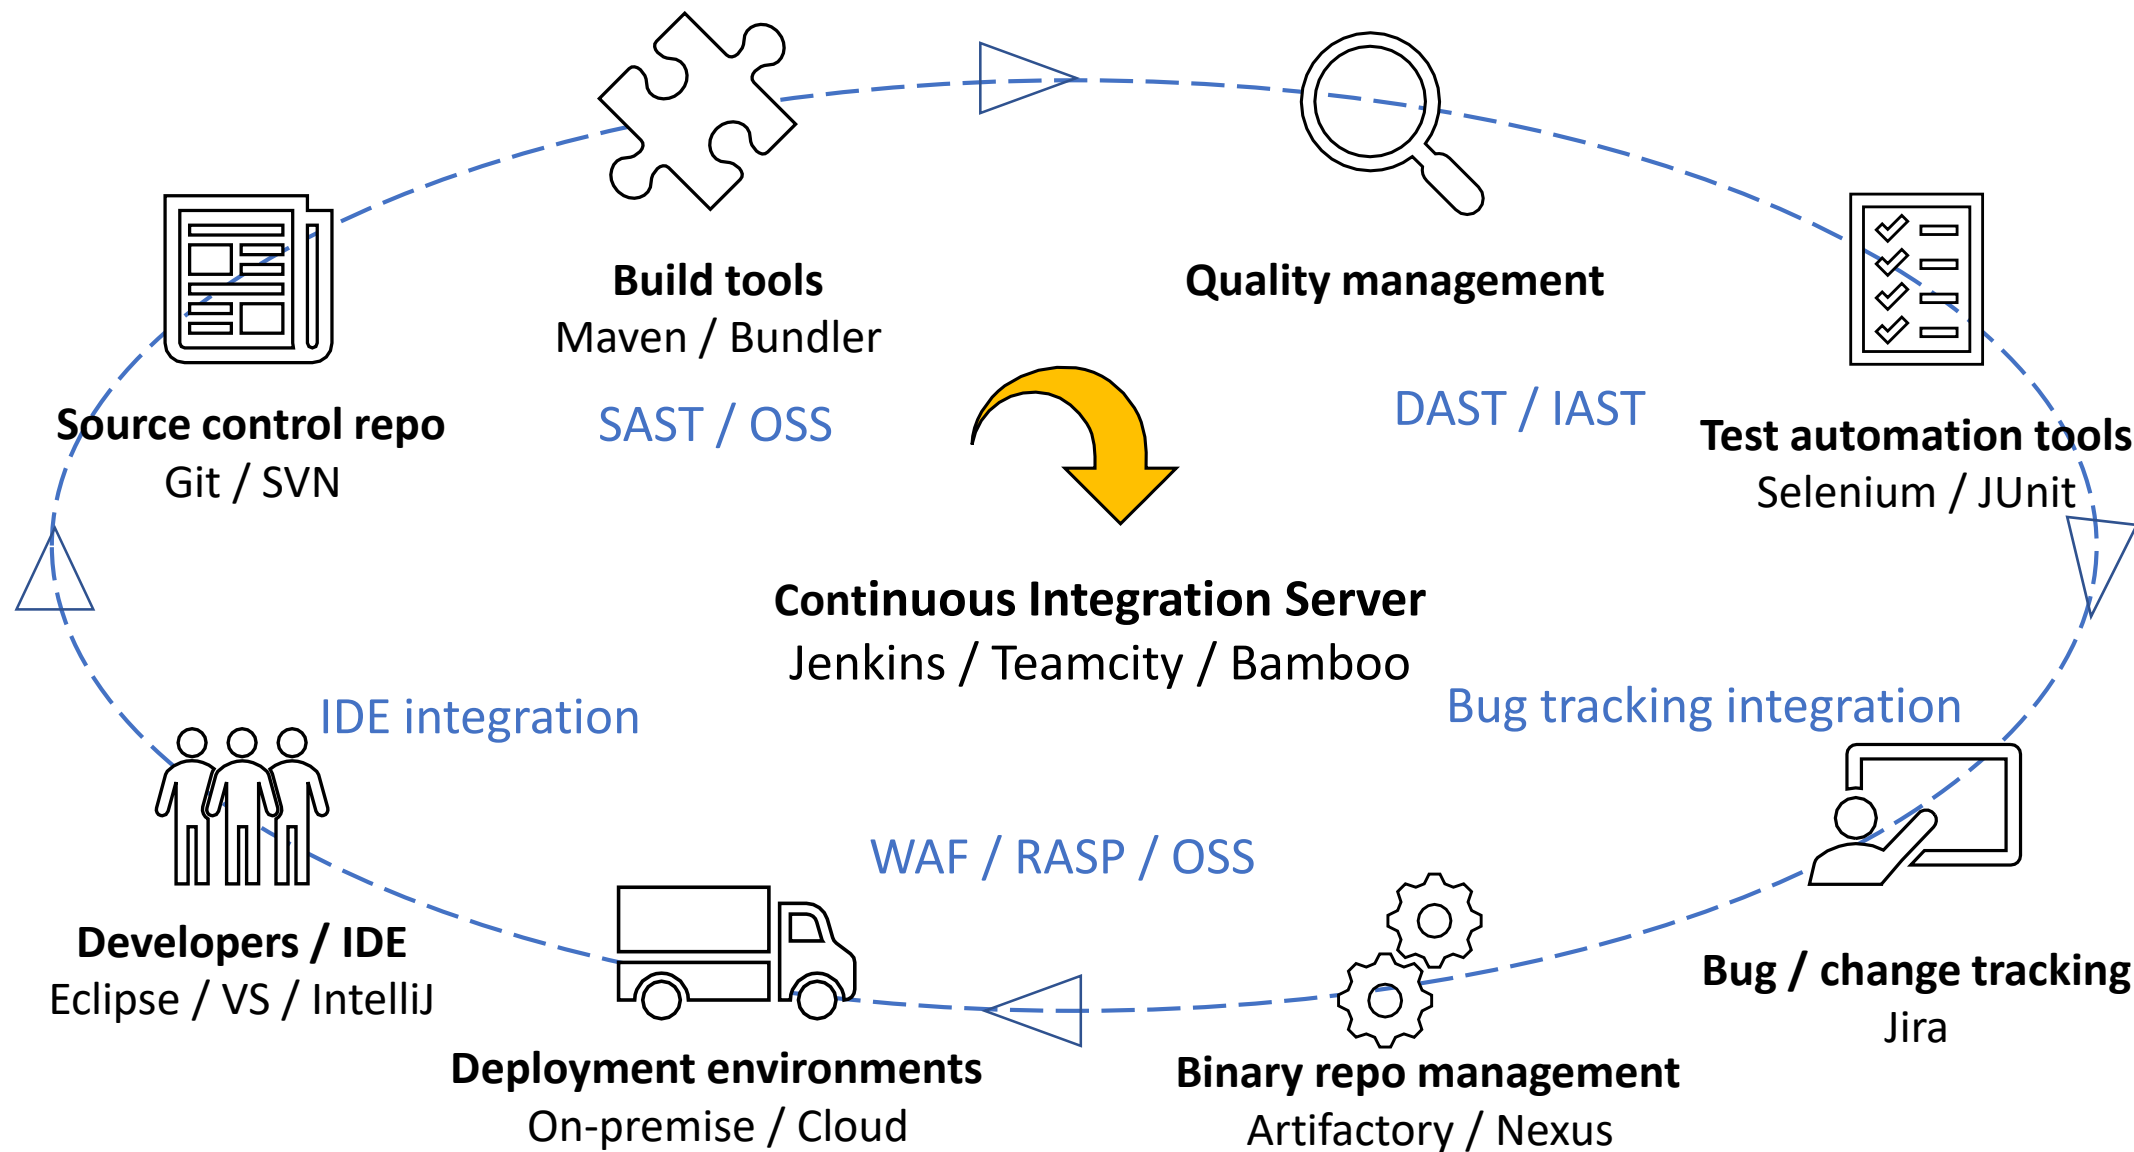 Build tools
Maven / Bundler
Quality management
SAST / OSS
DAST / IAST
Source control repo
Git / SVN
Test automation tools
Selenium / JUnit
Continuous Integration Server
Jenkins / Teamcity / Bamboo
IDE integration
Bug tracking integration
WAF / RASP / OSS
Developers / IDE
Eclipse / VS / IntelliJ
Bug / change tracking
Jira
Deployment environments
On-premise / Cloud
Binary repo management
Artifactory / Nexus